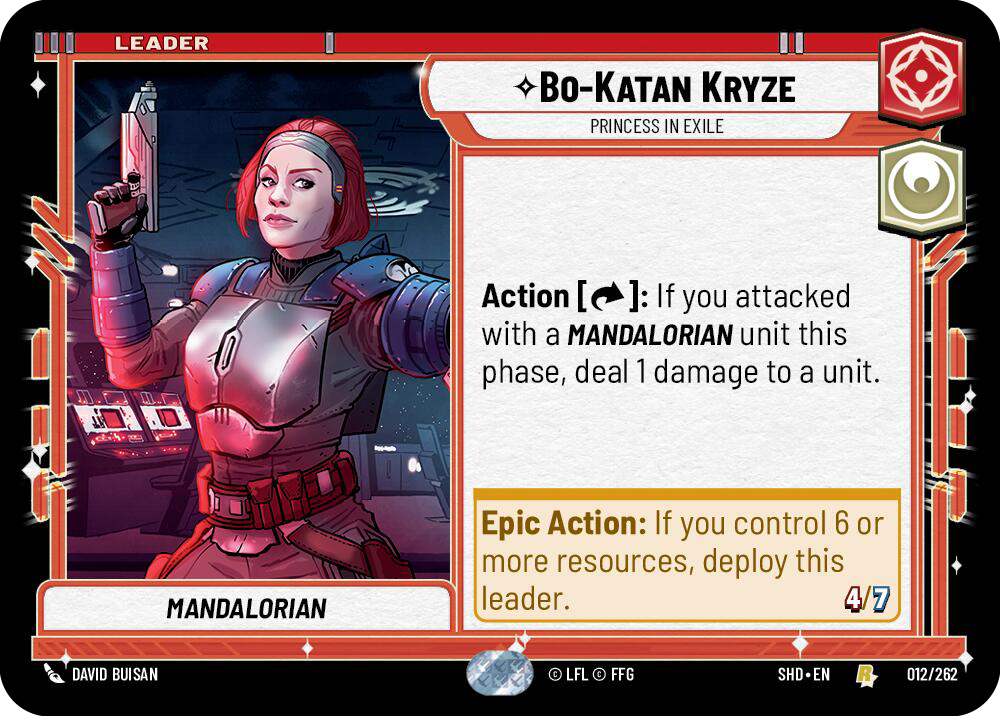 LEADER
✧BO-KATAN KRYZE
PRINCESS IN EXILE
Action [ ]: If you attacked
with a MANDALORIAN unit this
phase, deal 1 damage to a unit.
Epic Action: If you control 6 or
more resources, deploy this
leader.
4/7
MANDALORIAN
DAVID BUISAN
© LFL © FFG
SHD•EN
R
012/262